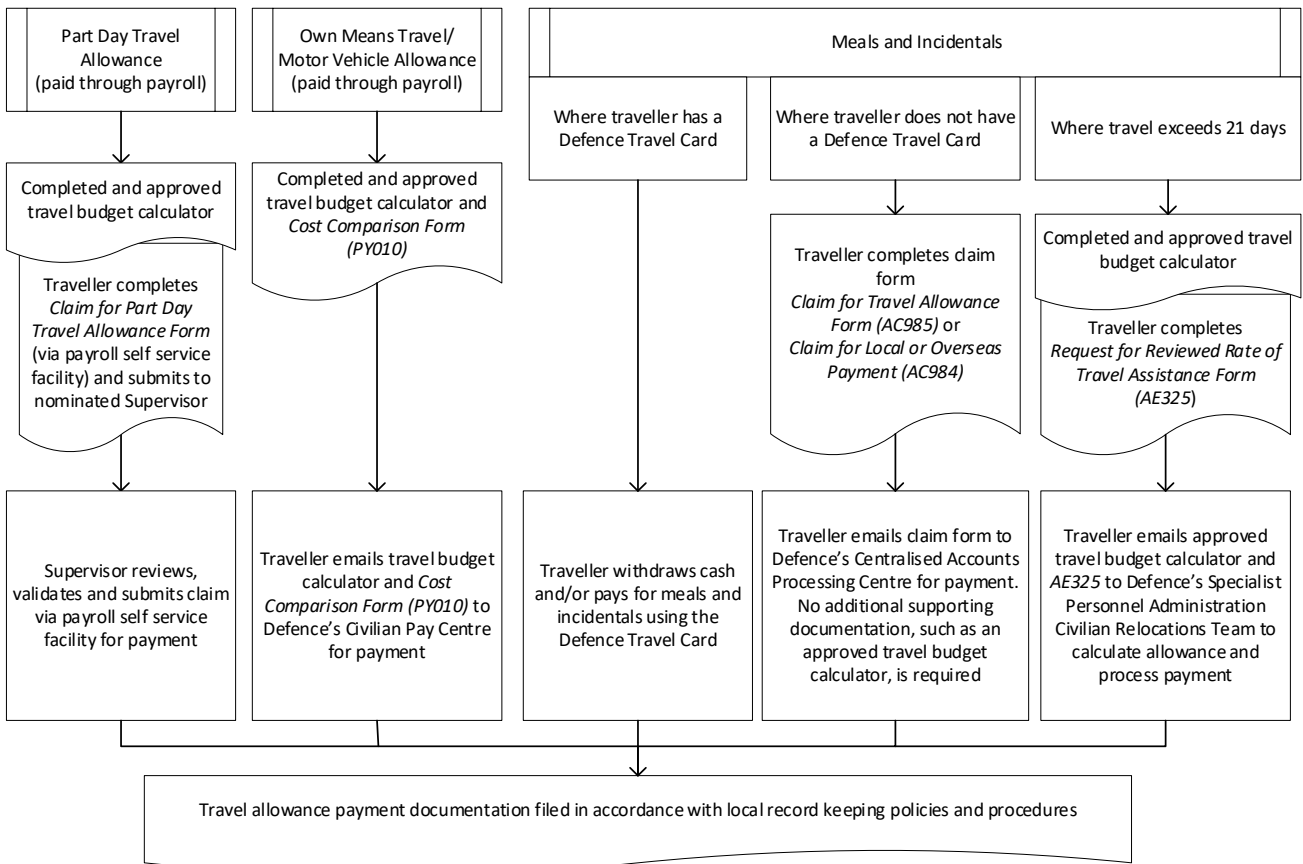 Part Day Travel
Allowance
(paid through payroll)
Own Means Travel/
Motor Vehicle Allowance
(paid through payroll)
Meals and Incidentals
Where traveller has a
Defence Travel Card
Where traveller does not have
a Defence Travel Card
Where travel exceeds 21 days
Completed and approved
travel budget calculator
Traveller completes
Claim for Part Day
Travel Allowance Form
(via payroll self service
facility) and submits to
nominated Supervisor
Completed and approved
travel budget calculator and
Cost Comparison Form
(PY010)
Traveller completes claim
form
Claim for Travel Allowance
Form (AC985) or
Claim for Local or Overseas
Payment (AC984)
Completed and approved travel
budget calculator
Traveller completes
Request for Reviewed Rate of
Travel Assistance Form
(AE325)
Supervisor reviews,
validates and submits claim
via payroll self service
facility for payment
Traveller emails travel budget
calculator and Cost
Comparison Form (PY010) to
Defence's Civilian Pay Centre
for payment
Traveller withdraws cash
and/or pays for meals and
incidentals using the
Defence Travel Card
Traveller emails claim form to
Defence's Centralised Accounts
Processing Centre for payment.
No additional supporting
documentation, such as an
approved travel budget
calculator, is required
Traveller emails approved
travel budget calculator and
AE325 to Defence's Specialist
Personnel Administration
Civilian Relocations Team to
calculate allowance and
process payment
Travel allowance payment documentation filed in accordance with local record keeping policies and procedures